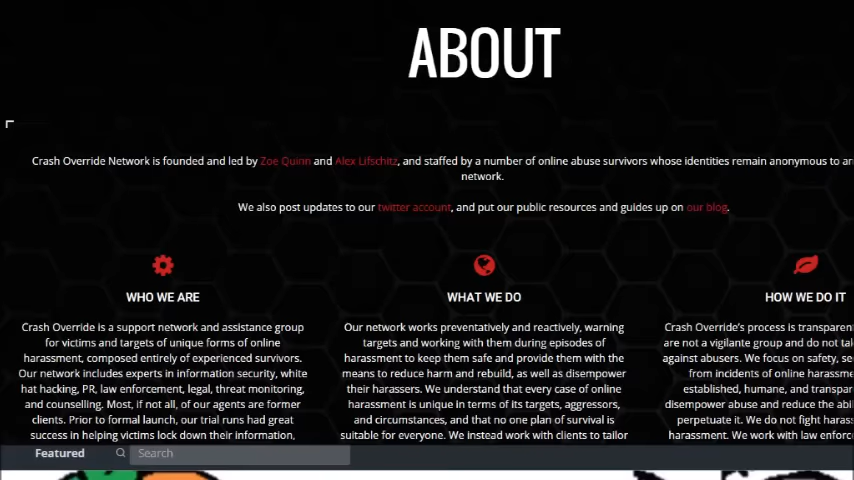 ABOUT
Crash Override Network is founded and led by Zoe Quinn and Alex Lifschitz, and staffed by a number of online abuse survivors whose identities remain anonymous to
network.
We also post updates to our twitter account, and put our public resources and guides up on our blog.
WHO WE ARE
Crash Override is a support network and assistance group
for victims and targets of unique forms of online
harassment, composed entirely of experienced survivors.
Our network includes experts in information security, white
hat hacking, PR, law enforcement, legal, threat monitoring,
and counselling. Most, if not all, of our agents are former
clients. Prior to formal launch, our trial runs had great
success in helping victims lock down their information,
WHAT WE DO
Our network works preventatively and reactively, warning
targets and working with them during episodes of
harassment to keep them safe and provide them with the
means to reduce harm and rebuild, as well as disempower
their harassers. We understand that every case of online
harassment is unique in terms of its targets, aggressors,
and circumstances, and that no one plan of survival is
suitable for everyone. We instead work with clients to tailor
HOW WE DO IT
Crash Override's process is transparen
are not a vigilante group and do not ta
against abusers. We focus on safety, se
from incidents of online harassme
established, humane, and transpar
disempower abuse and reduce the abi
perpetuate it. We do not fight haras
harassment. We work with law enforc
Featured
Search